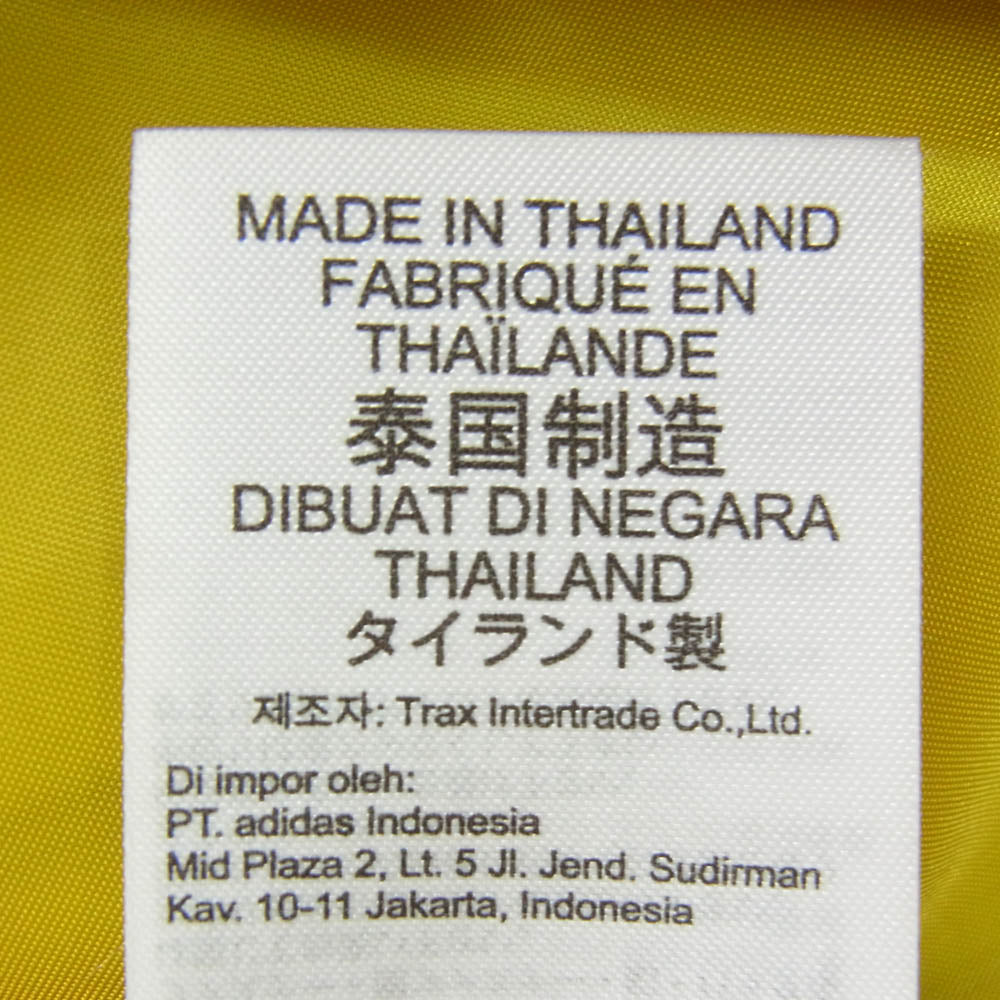 MADE IN THAILAND
FABRIQUÉ EN
THAÏLANDE
泰国制造
DIBUAT DI NEGARA
THAILAND
タイランド製
제조자: Trax Intertrade Co.,Ltd.
Di impor oleh:
PT. adidas Indonesia
Mid Plaza 2, Lt. 5 Jl. Jend. Sudirman
Kav. 10-11 Jakarta, Indonesia